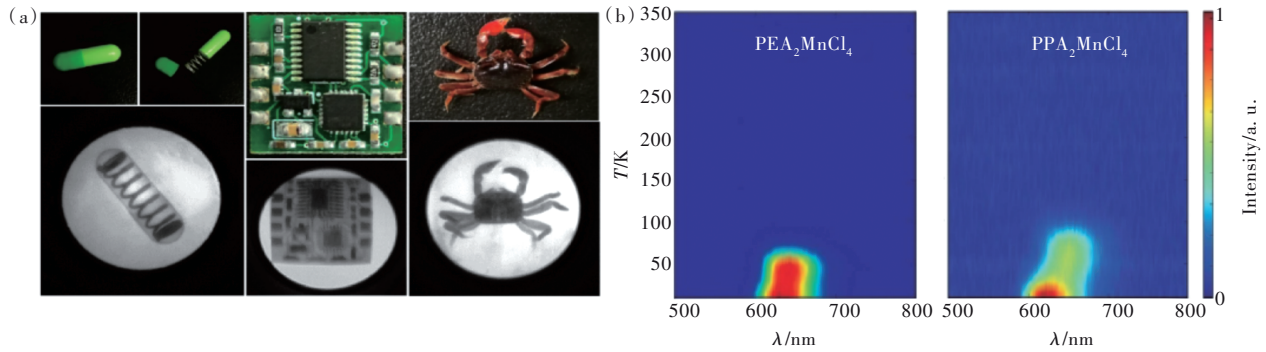 (a)
(b)
350
300
250
200
150
100
50
T/K
PEA₂MnCl₄
500
600
700
800
λ/nm
PPA₂MnCl₄
500
600
700
800
λ/nm
1
0
Intensity/a. u.